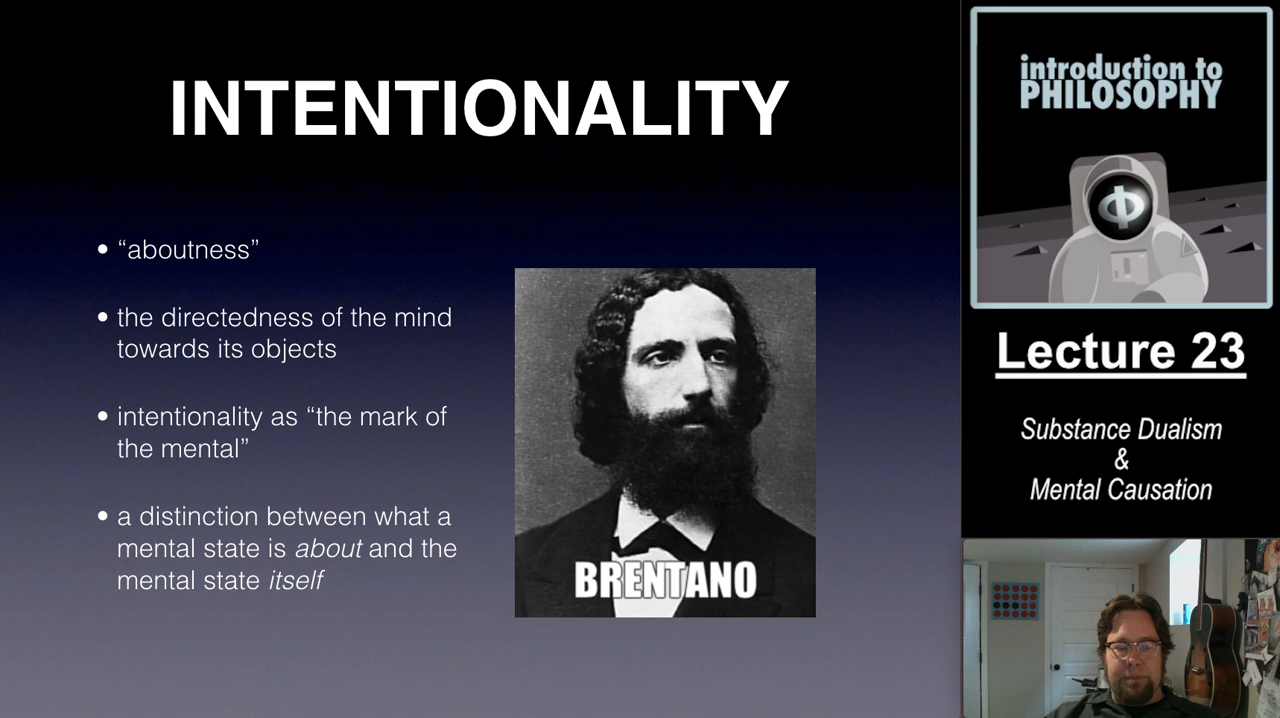 INTENTIONALITY
• “aboutness”
• the directedness of the mind
towards its objects
• intentionality as “the mark of
the mental”
• a distinction between what a
mental state is about and the
mental state itself
BRENTANO
introduction to
PHILOSOPHY
Φ
Lecture 23
Substance Dualism
&
Mental Causation